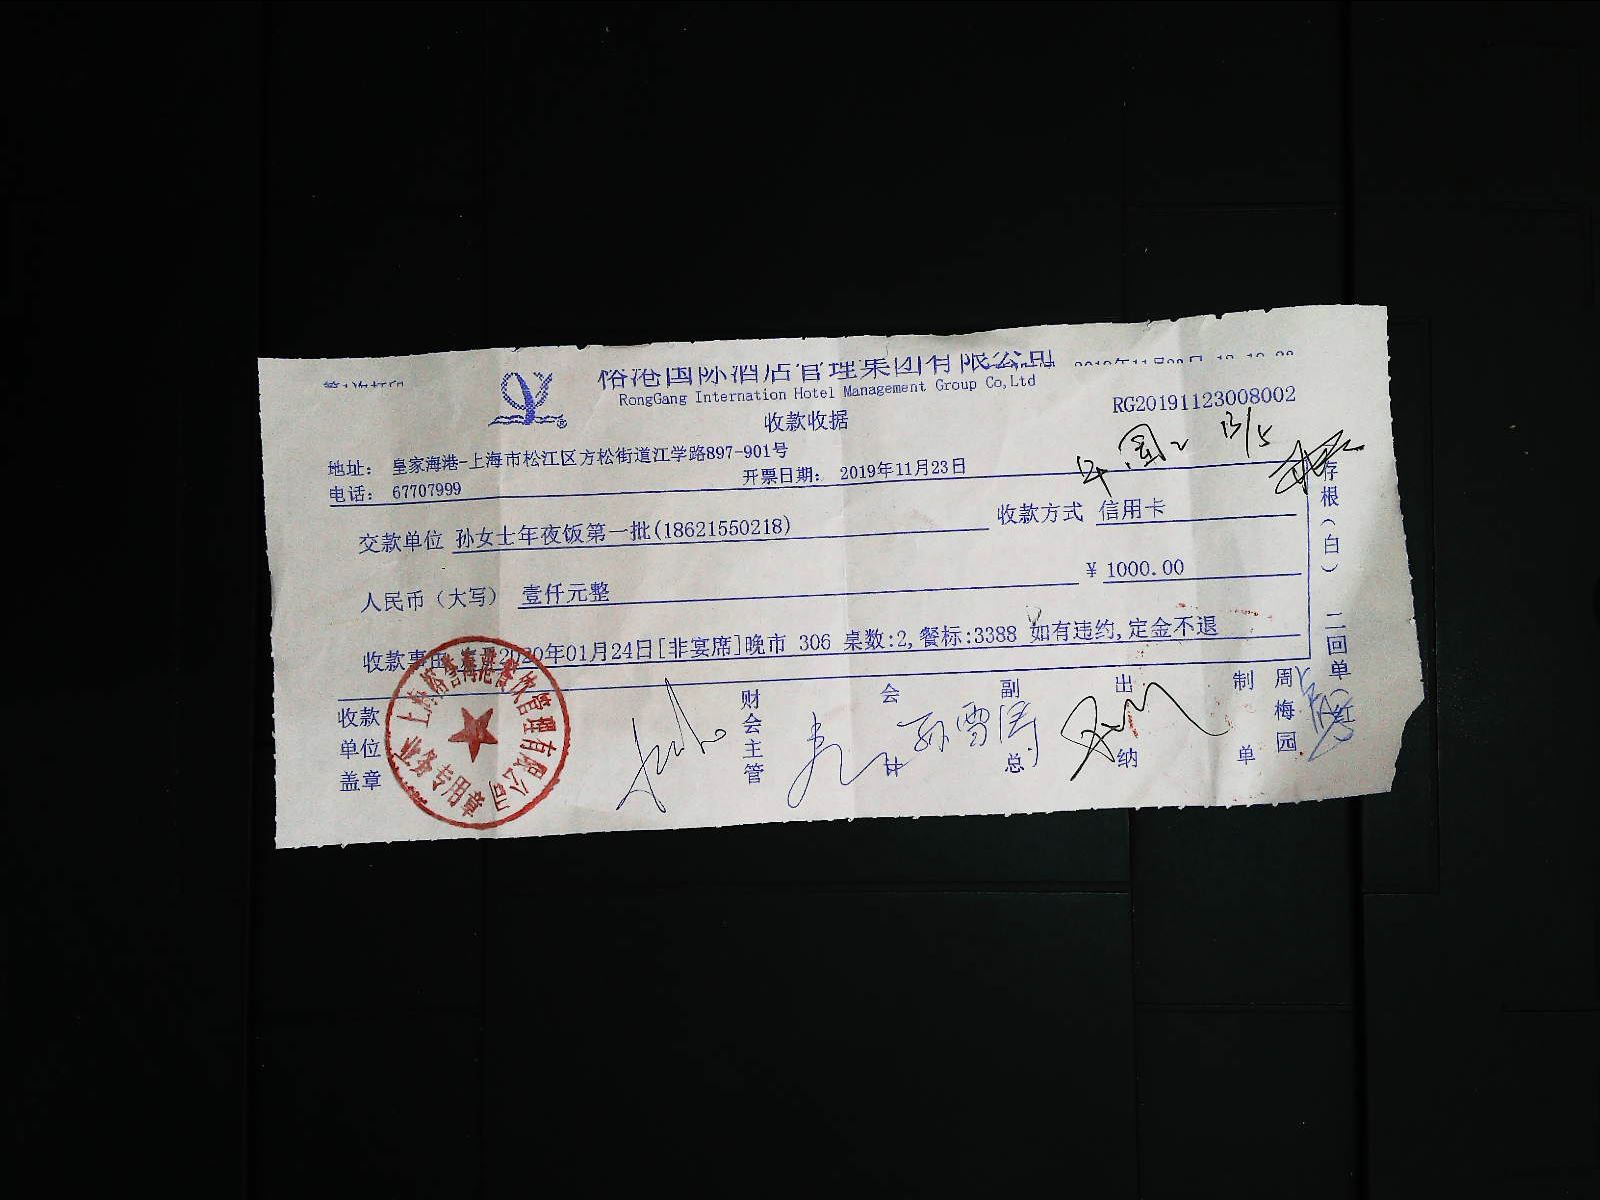 国际酒店管理集团有限公司
RongGang Internation Hotel Management Group Co,Ltd
收款收据
RG20191123008002
地址: 皇家海港-上海市松江区方松街道江学路897-901号
电话: 67707999 开票日期: 2019年11月23日
交款单位 孙女士年夜饭第一批(18621550218) 收款方式 信用卡
人民币(大写) 壹仟元整 ¥ 1000.00
收款事由 2020年01月24日[非宴席]晚市 306 桌数:2,餐标:3388 如有违约,定金不退
收款单位盖章 财会主管 会计 孙雪涛 副总 出纳 制单 周梅园
存根(白) 二回单(红)
业务专用章